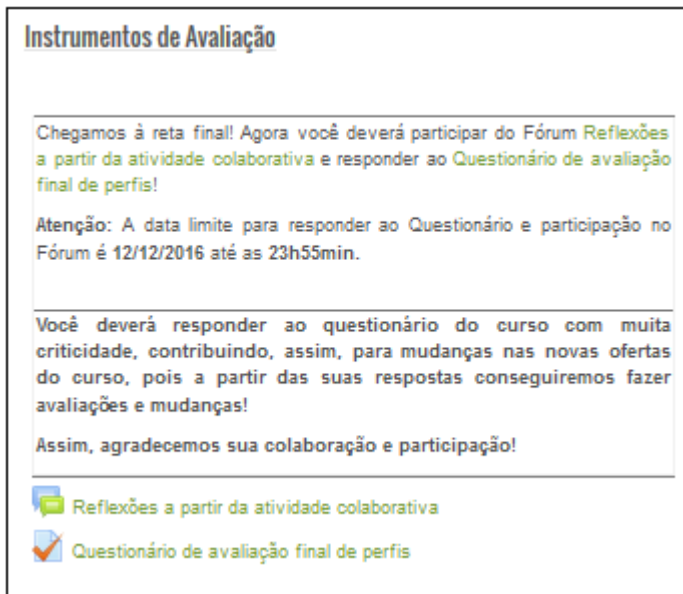 Instrumentos de Avaliação
Chegamos à reta final! Agora você deverá participar do Fórum Reflexões
a partir da atividade colaborativa e responder ao Questionário de avaliação
final de perfis!
Atenção: A data limite para responder ao Questionário e participação no
Fórum é 12/12/2016 até as 23h55min.
Você deverá responder ao questionário do curso com muita
criticidade, contribuindo, assim, para mudanças nas novas ofertas
do curso, pois a partir das suas respostas conseguiremos fazer
avaliações e mudanças!
Assim, agradecemos sua colaboração e participação!
Reflexões a partir da atividade colaborativa
Questionário de avaliação final de perfis